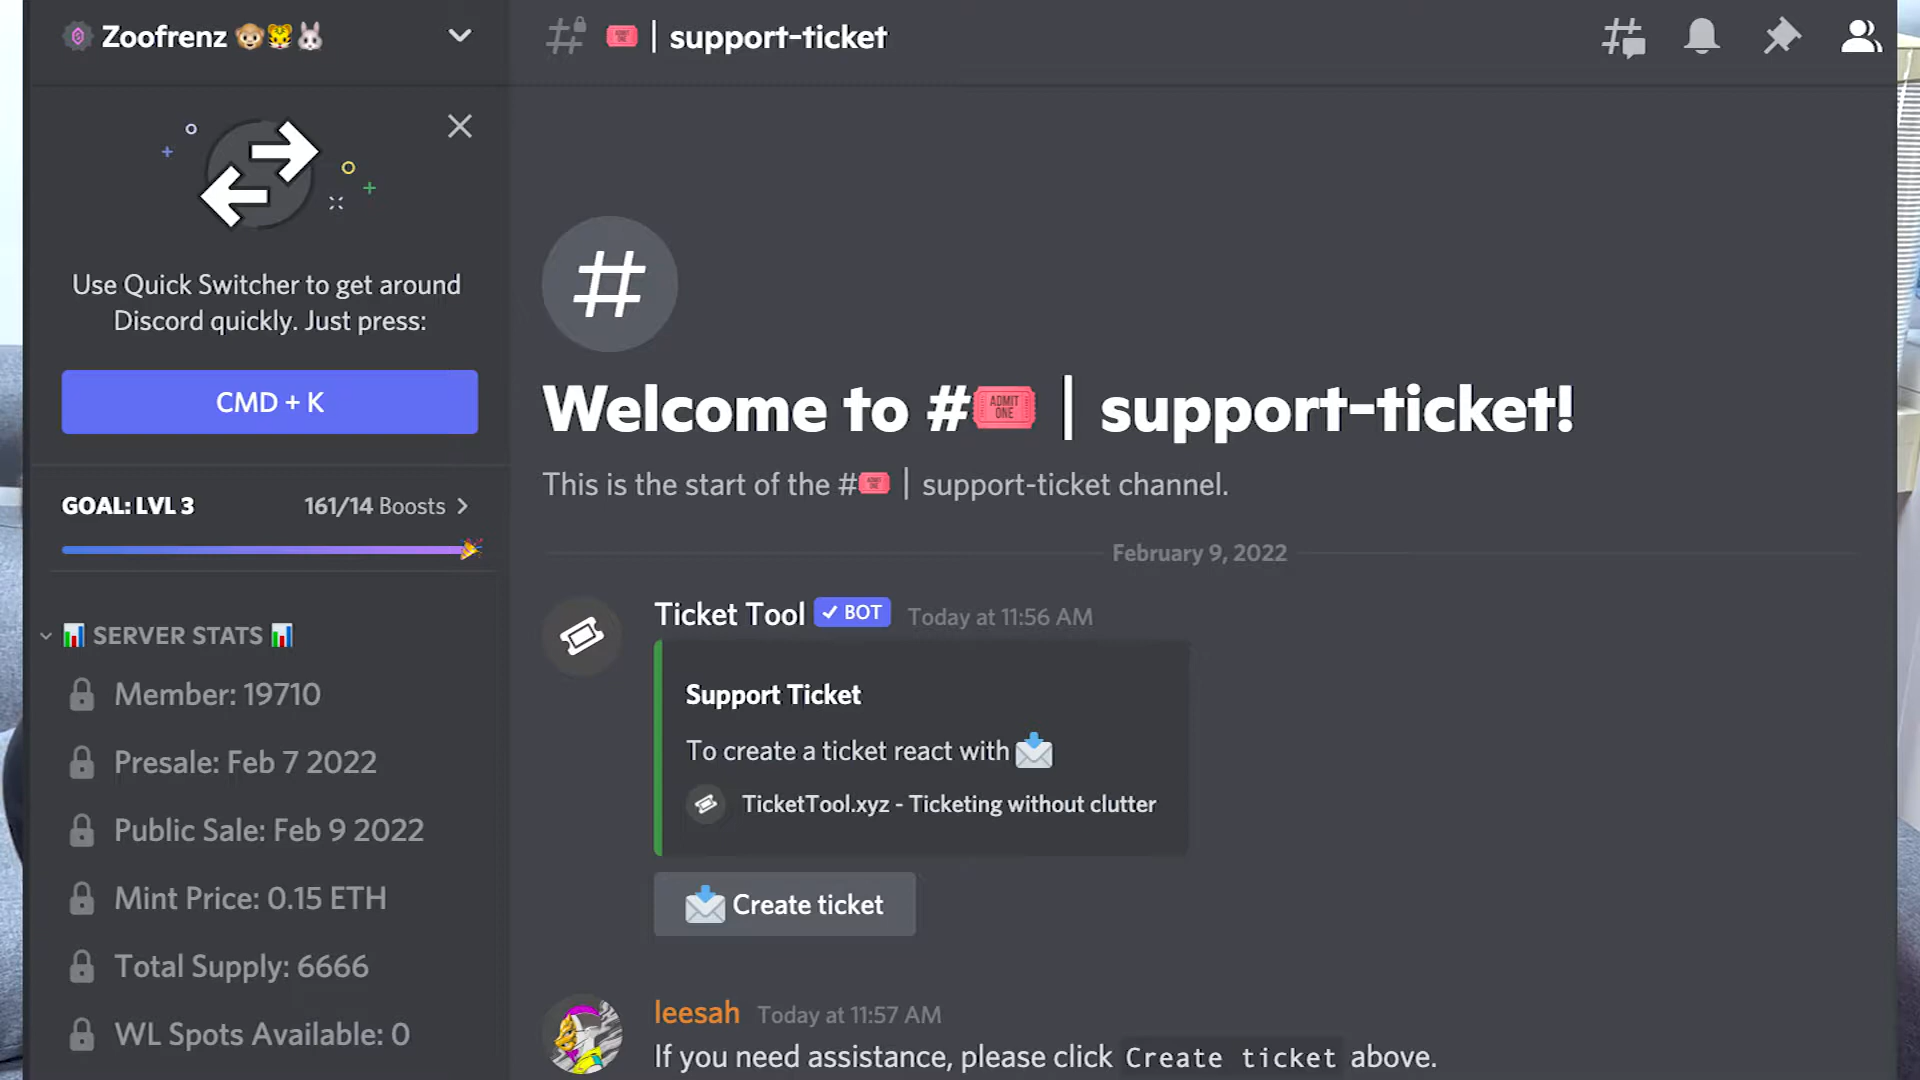 Zoofrenz 🐵🐯🐰
Use Quick Switcher to get around
Discord quickly. Just press:
CMD + K
GOAL: LVL 3
161/14 Boosts
📊 SERVER STATS 📊
Member: 19710
Presale: Feb 7 2022
Public Sale: Feb 9 2022
Mint Price: 0.15 ETH
Total Supply: 6666
WL Spots Available: 0
🎟 | support-ticket
Welcome to #🎟 | support-ticket!
This is the start of the #🎟 | support-ticket channel.
February 9, 2022
Ticket Tool ✓ BOT Today at 11:56 AM
Support Ticket
To create a ticket react with 📩
TicketTool.xyz - Ticketing without clutter
📩 Create ticket
leesah Today at 11:57 AM
If you need assistance, please click Create ticket above.